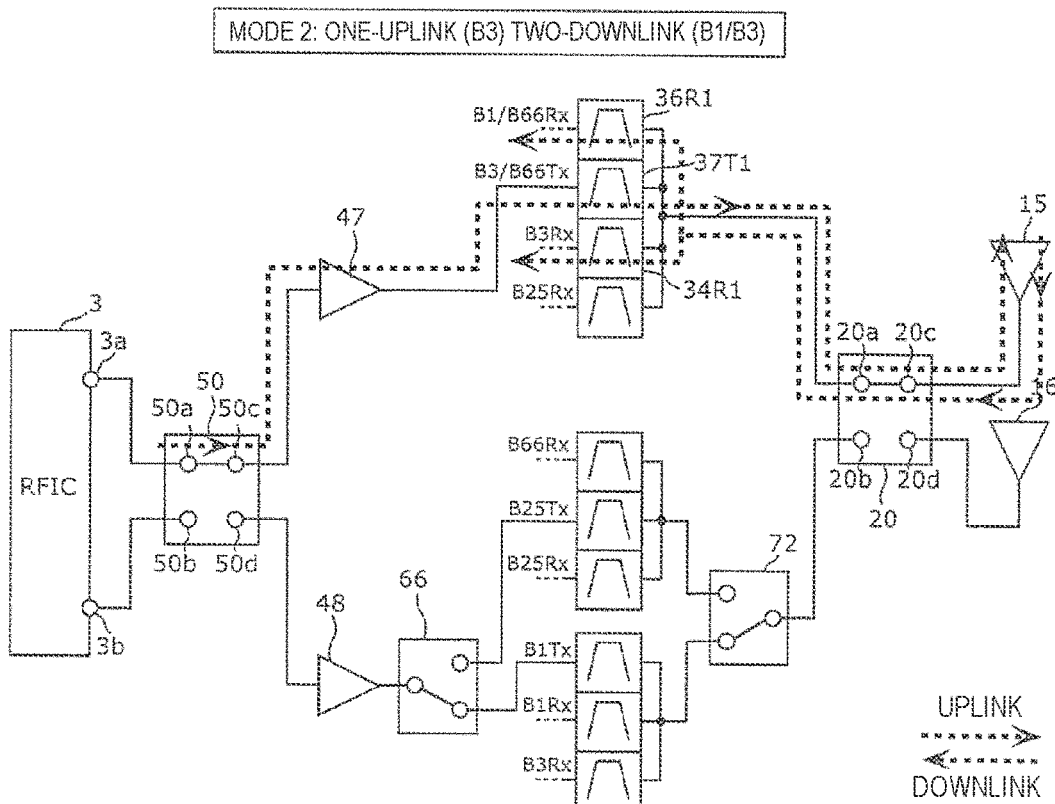 MODE 2: ONE-UPLINK (B3) TWO-DOWNLINK (B1/B3)
36R1
B1/B66Rx
37T1
B3/B66Tx
47
15
B3Rx
34R1
B25Rx
3
3a
20a
20c
50
50a
50c
16
B66Rx
RFIC
20b
20d
B25Tx
20
50b
50d
72
B25Rx
66
48
3b
B1Tx
B1Rx
UPLINK
B3Rx
DOWNLINK